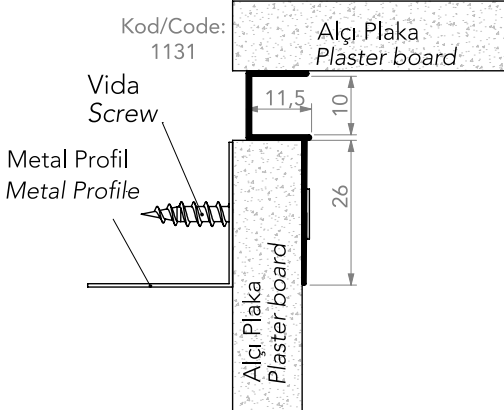 Kod/Code:
1131
Alçı Plaka
Plaster board
Vida
Screw
11,5
10
Metal Profil
Metal Profile
26
Alçı Plaka
Plaster board